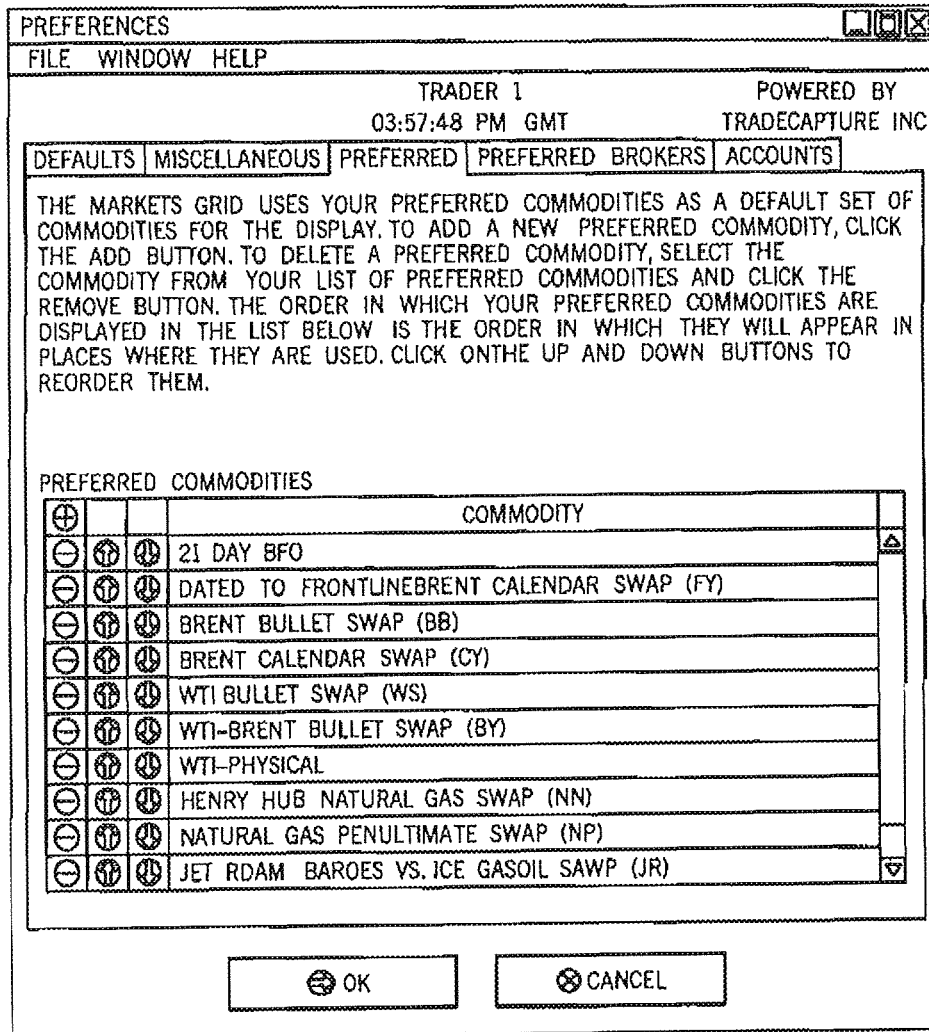 PREFERENCES
FILE WINDOW HELP
TRADER 1 POWERED BY
03:57:48 PM GMT TRADECAPTURE INC
DEFAULTS MISCELLANEOUS PREFERRED PREFERRED BROKERS ACCOUNTS
THE MARKETS GRID USES YOUR PREFERRED COMMODITIES AS A DEFAULT SET OF
COMMODITIES FOR THE DISPLAY. TO ADD A NEW PREFERRED COMMODITY, CLICK
THE ADD BUTTON. TO DELETE A PREFERRED COMMODITY, SELECT THE
COMMODITY FROM YOUR LIST OF PREFERRED COMMODITIES AND CLICK THE
REMOVE BUTTON. THE ORDER IN WHICH YOUR PREFERRED COMMODITIES ARE
DISPLAYED IN THE LIST BELOW IS THE ORDER IN WHICH THEY WILL APPEAR IN
PLACES WHERE THEY ARE USED. CLICK ONTHE UP AND DOWN BUTTONS TO
REORDER THEM.
PREFERRED COMMODITIES
COMMODITY
21 DAY BFO
DATED TO FRONTLINEBRENT CALENDAR SWAP (FY)
BRENT BULLET SWAP (BB)
BRENT CALENDAR SWAP (CY)
WTI BULLET SWAP (WS)
WTI-BRENT BULLET SWAP (BY)
WTI-PHYSICAL
HENRY HUB NATURAL GAS SWAP (NN)
NATURAL GAS PENULTIMATE SWAP (NP)
JET RDAM BAROES VS. ICE GASOIL SAWP (JR)
OK CANCEL